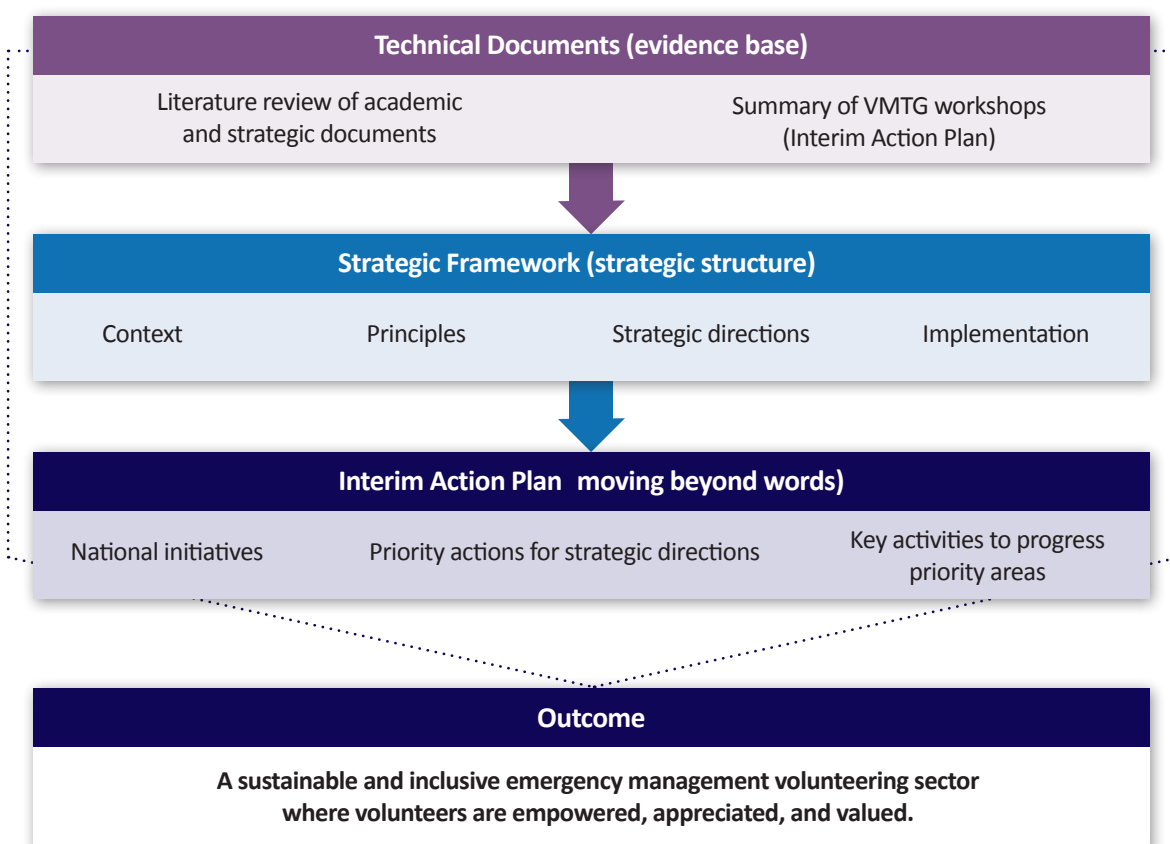 Technical Documents (evidence base)
Literature review of academic
and strategic documents
Summary of VMTG workshops
(Interim Action Plan)
Strategic Framework (strategic structure)
Context
Principles
Strategic directions
Implementation
Interim Action Plan moving beyond words)
National initiatives
Priority actions for strategic directions
Key activities to progress
priority areas
Outcome
A sustainable and inclusive emergency management volunteering sector
where volunteers are empowered, appreciated, and valued.